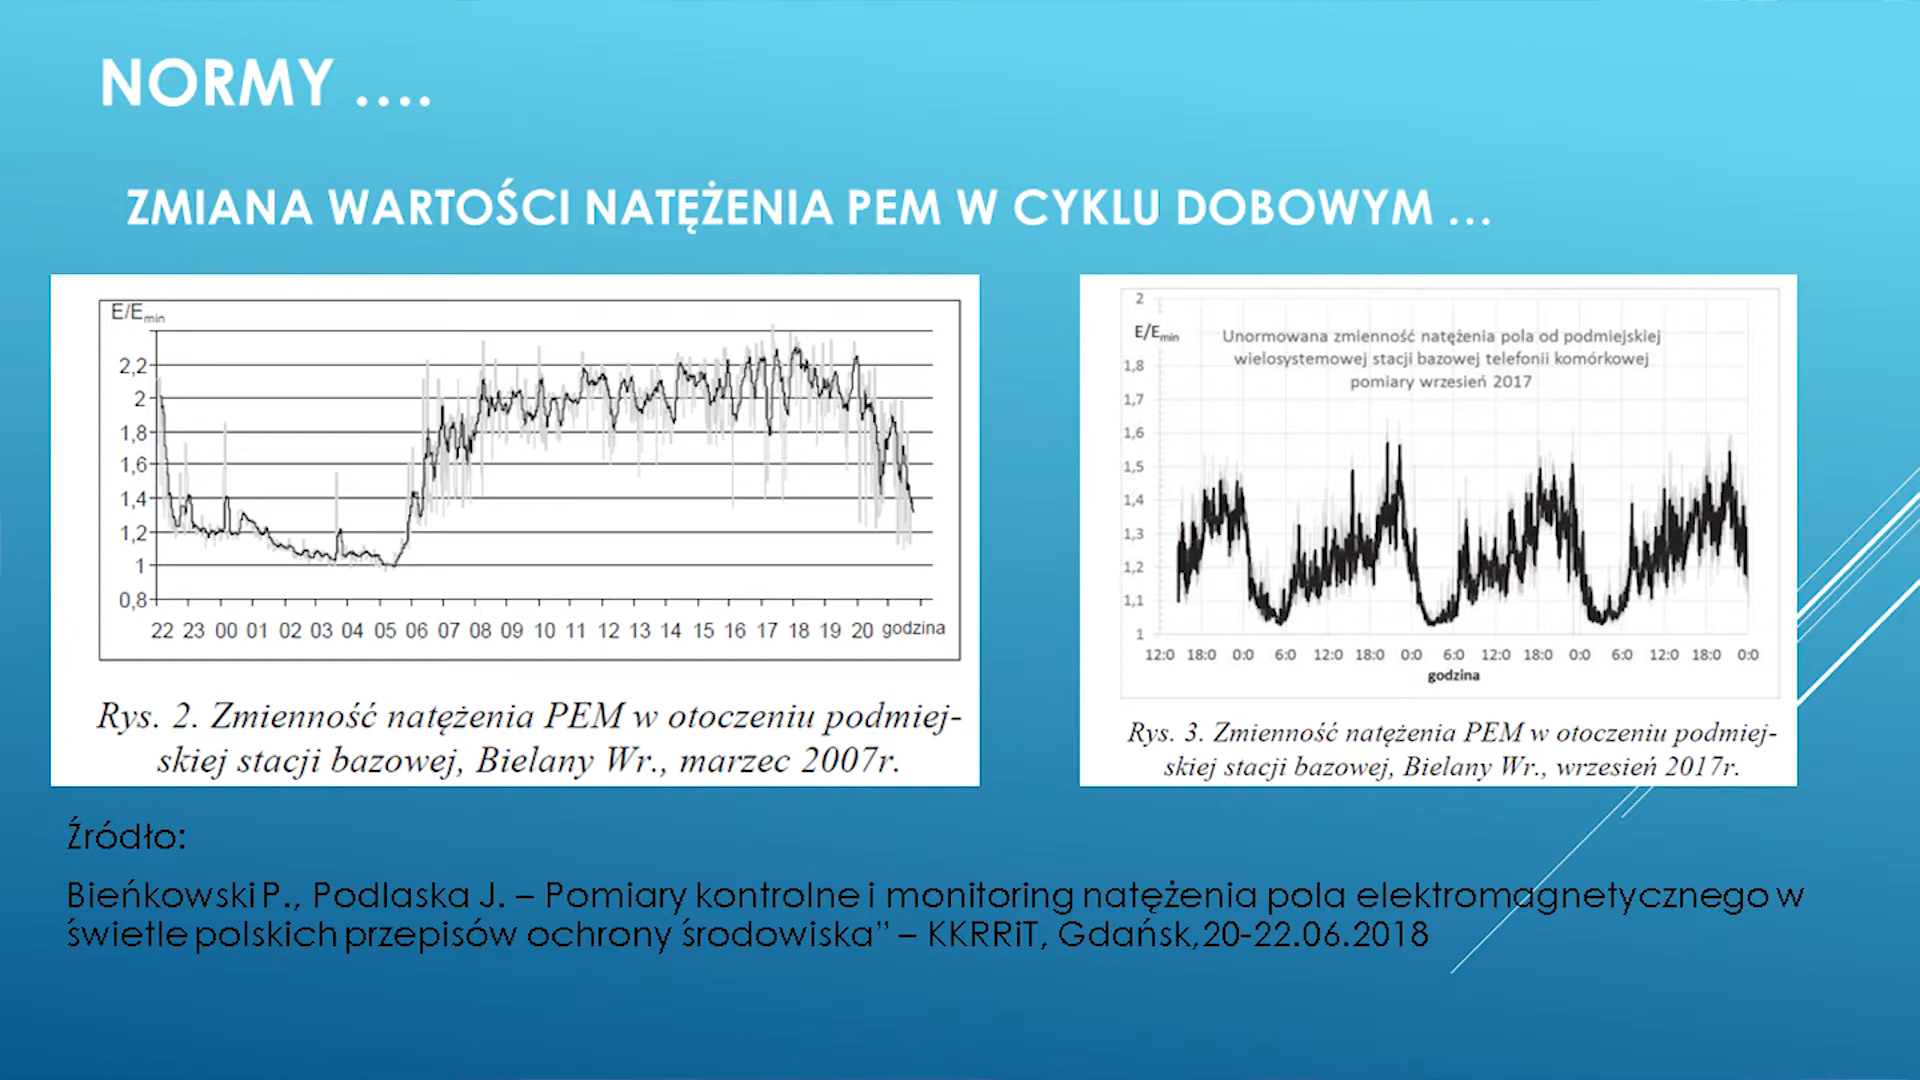 NORMY ....
ZMIANA WARTOŚCI NATĘŻENIA PEM W CYKLU DOBOWYM ...
E/Emin
2,2
2
1,8
1,6
1,4
1,2
1
0,8
22 23 00 01 02 03 04 05 06 07 08 09 10 11 12 13 14 15 16 17 18 19 20 godzina
Rys. 2. Zmienność natężenia PEM w otoczeniu podmiej-
skiej stacji bazowej, Bielany Wr., marzec 2007r.
2
E/Emin
Unormowana zmienność natężenia pola od podmiejskiej
wielosystemowej stacji bazowej telefonii komórkowej
pomiary wrzesień 2017
1,8
1,7
1,6
1,5
1,4
1,3
1,2
1,1
1
12:0 18:0 0:0 6:0 12:0 18:0 0:0 6:0 12:0 18:0 0:0 6:0 12:0 18:0 0:0
godzina
Rys. 3. Zmienność natężenia PEM w otoczeniu podmiej-
skiej stacji bazowej, Bielany Wr., wrzesień 2017r.
Źródło:
Bieńkowski P., Podlaska J. – Pomiary kontrolne i monitoring natężenia pola elektromagnetycznego w
świetle polskich przepisów ochrony środowiska” – KKRRiT, Gdańsk,20-22.06.2018